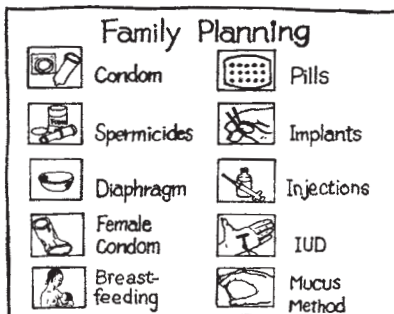 Family Planning
Condom
Pills
Spermicides
Implants
Diaphragm
Injections
Female
Condom
IUD
Breast-
feeding
Mucus
Method